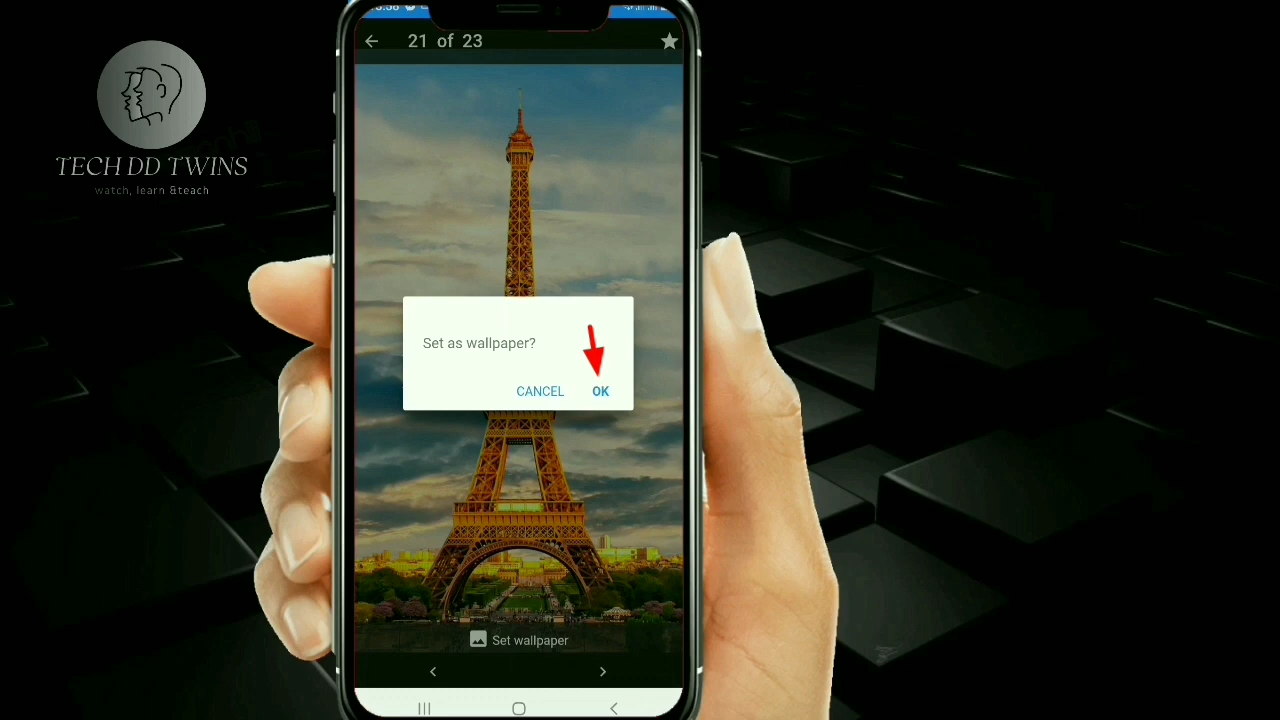 21 of 23
TECH DD TWINS
watch, learn &teach
Set as wallpaper?
CANCEL OK
Set wallpaper